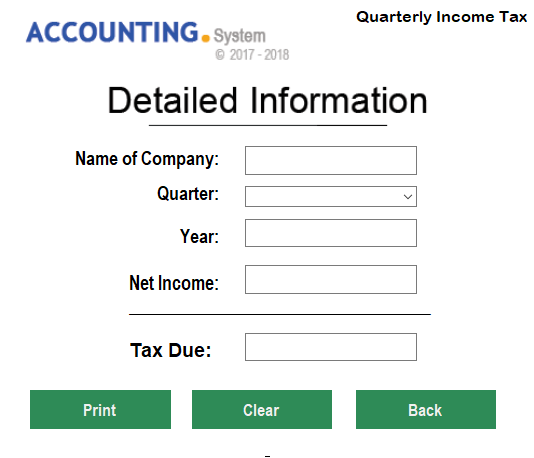 Quarterly Income Tax
ACCOUNTING.System
© 2017 - 2018
Detailed Information
Name of Company:
Quarter:
Year:
Net Income:
Tax Due:
Print Clear Back